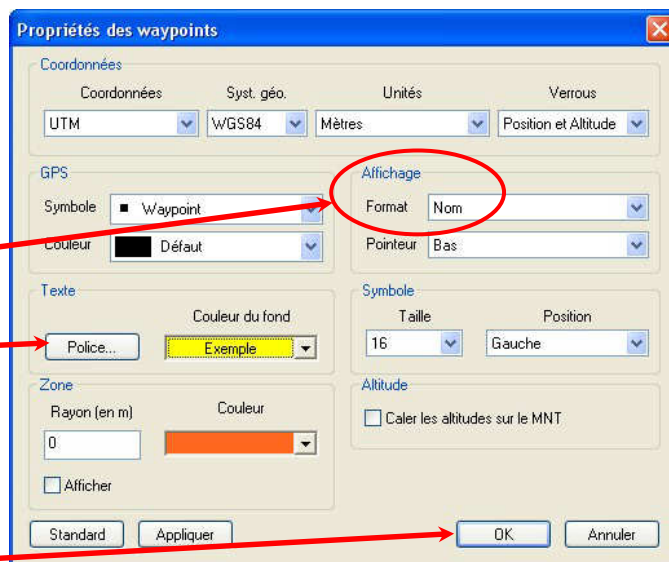 Propriétés des waypoints
Coordonnées
Coordonnées Syst. géo. Unités Verrous
UTM WGS84 Mètres Position et Altitude
GPS Affichage
Symbole Waypoint Format Nom
Couleur Défaut Pointeur Bas
Texte Symbole
Couleur du fond Taille Position
Police... Exemple 16 Gauche
Zone Altitude
Rayon (en m) Couleur Caler les altitudes sur le MNT
0
Afficher
Standard Appliquer OK Annuler